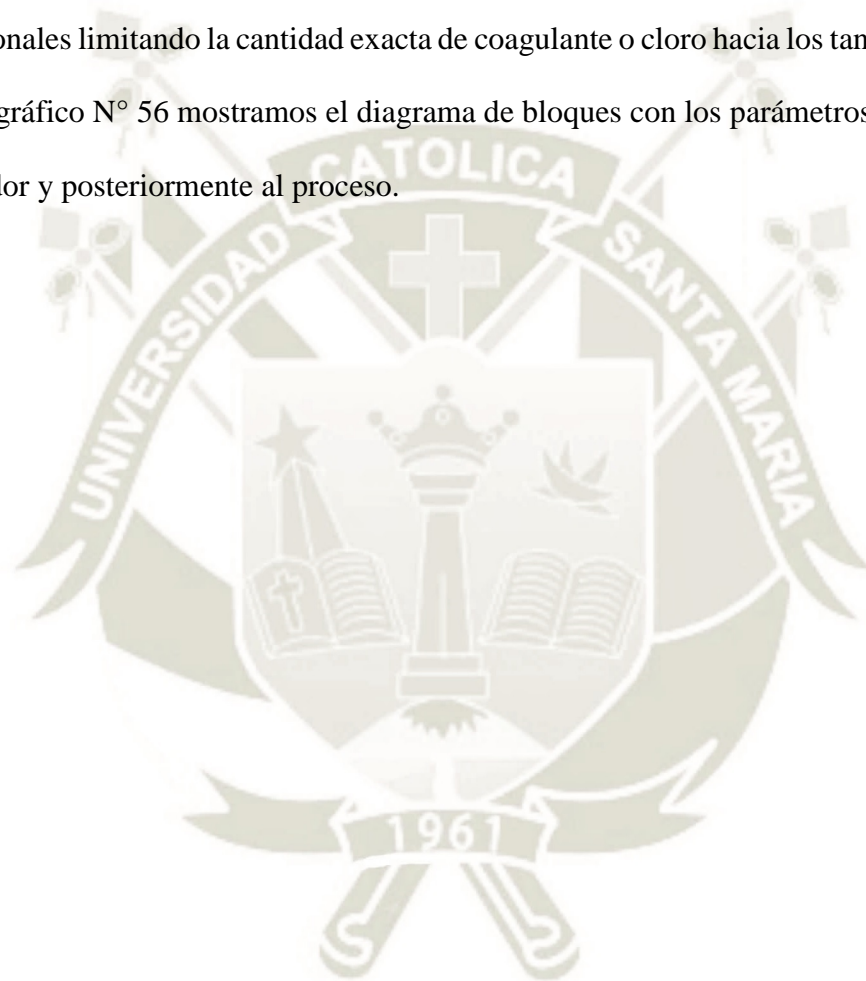 onales limitando la cantidad exacta de coagulante o cloro hacia los tan
gráfico N° 56 mostramos el diagrama de bloques con los parámetros
lor y posteriormente al proceso.
UNIVERSIDAD CATOLICA SANTA MARIA
1961